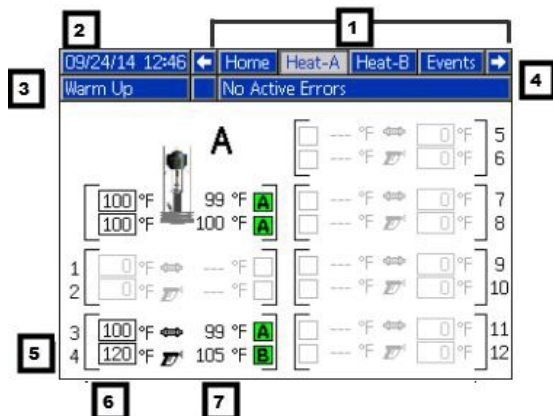 1
2
09/24/14 12:46 Home Heat-A Heat-B Events
3 Warm Up No Active Errors 4
A
--- °F 0 °F 5
--- °F 0 °F 6
100 °F 99 °F A
100 °F 100 °F A
--- °F 0 °F 7
--- °F 0 °F 8
1 0 °F --- °F
2 0 °F --- °F
--- °F 0 °F 9
--- °F 0 °F 10
3 100 °F 99 °F A
5 4 120 °F 105 °F B
--- °F 0 °F 11
--- °F 0 °F 12
6 7